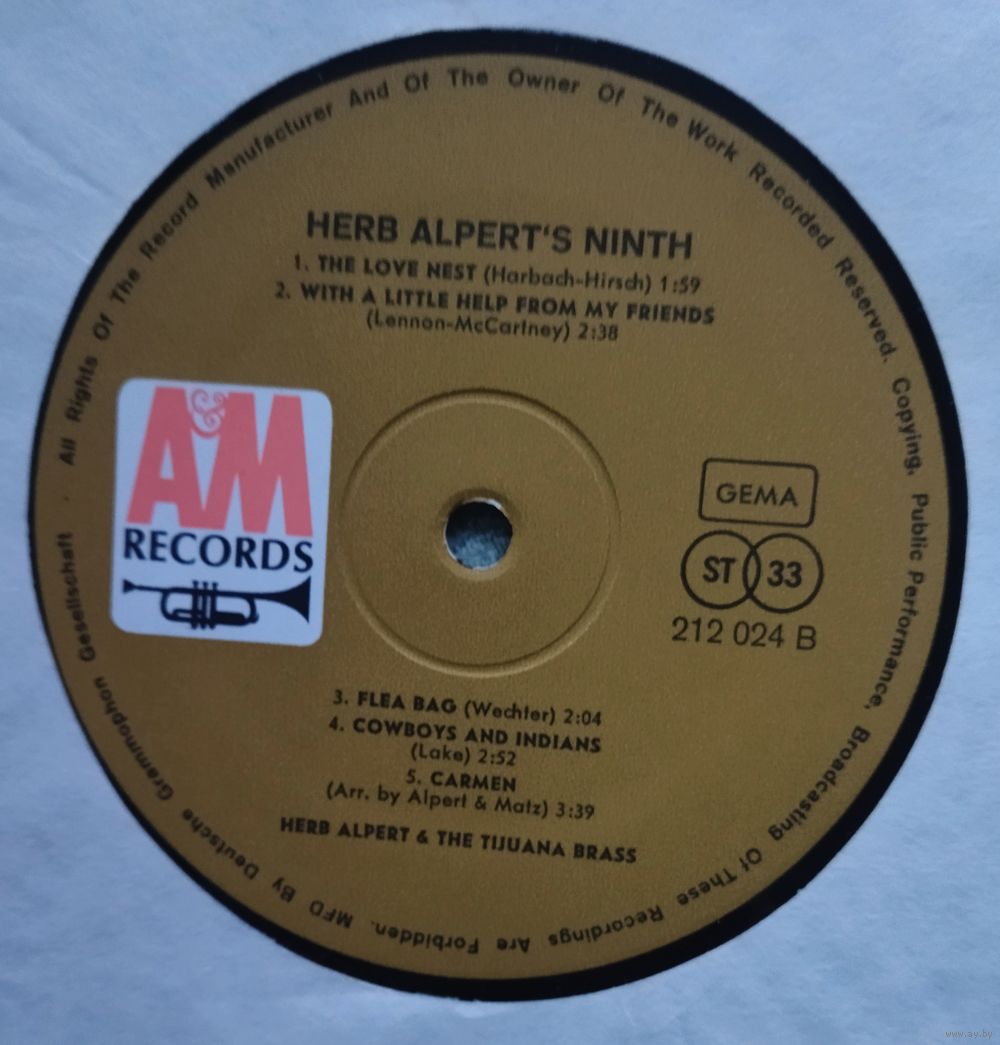 All Rights Of The Record Manufacturer And Of The Owner Of The Work Recorded Reserved. Copying, Public Performance, Broadcasting Of These Recordings Are Forbidden. MFD By Deutsche Grammophon Gesellschaft ·
HERB ALPERT'S NINTH
1. THE LOVE NEST (Harbach-Hirsch) 1:59
2. WITH A LITTLE HELP FROM MY FRIENDS
(Lennon-McCartney) 2:38
A&M
RECORDS
GEMA
ST 33
212 024 B
3. FLEA BAG (Wechter) 2:04
4. COWBOYS AND INDIANS
(Lake) 2:52
5. CARMEN
(Arr. by Alpert & Matz) 3:39
HERB ALPERT & THE TIJUANA BRASS
www.ay.by